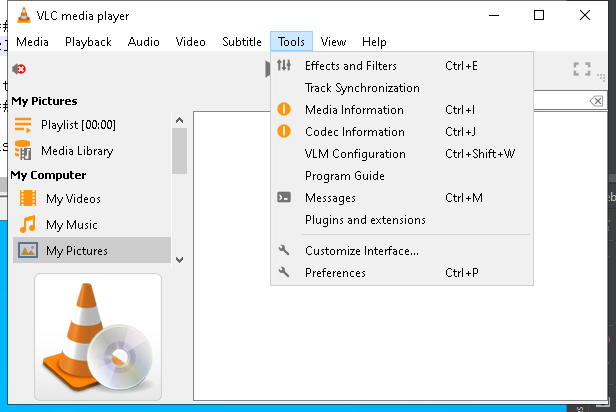 VLC media player
Media Playback Audio Video Subtitle Tools View Help
My Pictures
Playlist [00:00]
Media Library
My Computer
My Videos
My Music
My Pictures
Effects and Filters Ctrl+E
Track Synchronization
Media Information Ctrl+I
Codec Information Ctrl+J
VLM Configuration Ctrl+Shift+W
Program Guide
Messages Ctrl+M
Plugins and extensions
Customize Interface...
Preferences Ctrl+P